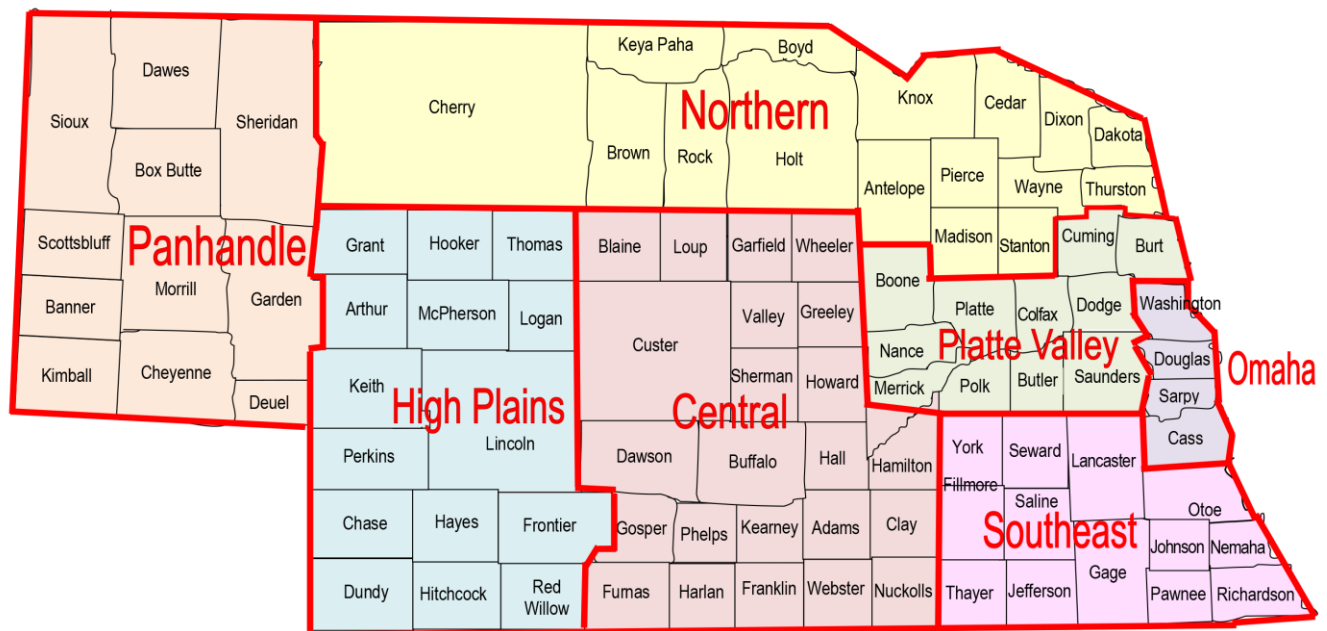 Keya Paha
Boyd
Dawes
Knox
Cedar
Cherry
Sioux
Sheridan
Northern
Dixon
Dakota
Brown
Rock
Holt
Box Butte
Antelope
Pierce
Wayne
Thurston
Scottsbluff
Panhandle
Grant
Hooker
Thomas
Blaine
Loup
Garfield
Wheeler
Madison
Stanton
Cuming
Burt
Banner
Morrill
Garden
Arthur
McPherson
Logan
Valley
Greeley
Boone
Platte
Colfax
Dodge
Washington
Custer
Nance
Platte Valley
Douglas
Omaha
Kimball
Cheyenne
Deuel
Keith
High Plains
Sherman
Howard
Central
Merrick
Polk
Butler
Saunders
Sarpy
Cass
Perkins
Lincoln
Dawson
Buffalo
Hall
Hamilton
York
Seward
Lancaster
Fillmore
Saline
Otoe
Chase
Hayes
Frontier
Gosper
Phelps
Kearney
Adams
Clay
Southeast
Johnson
Nemaha
Gage
Dundy
Hitchcock
Red
Willow
Furnas
Harlan
Franklin
Webster
Nuckolls
Thayer
Jefferson
Pawnee
Richardson